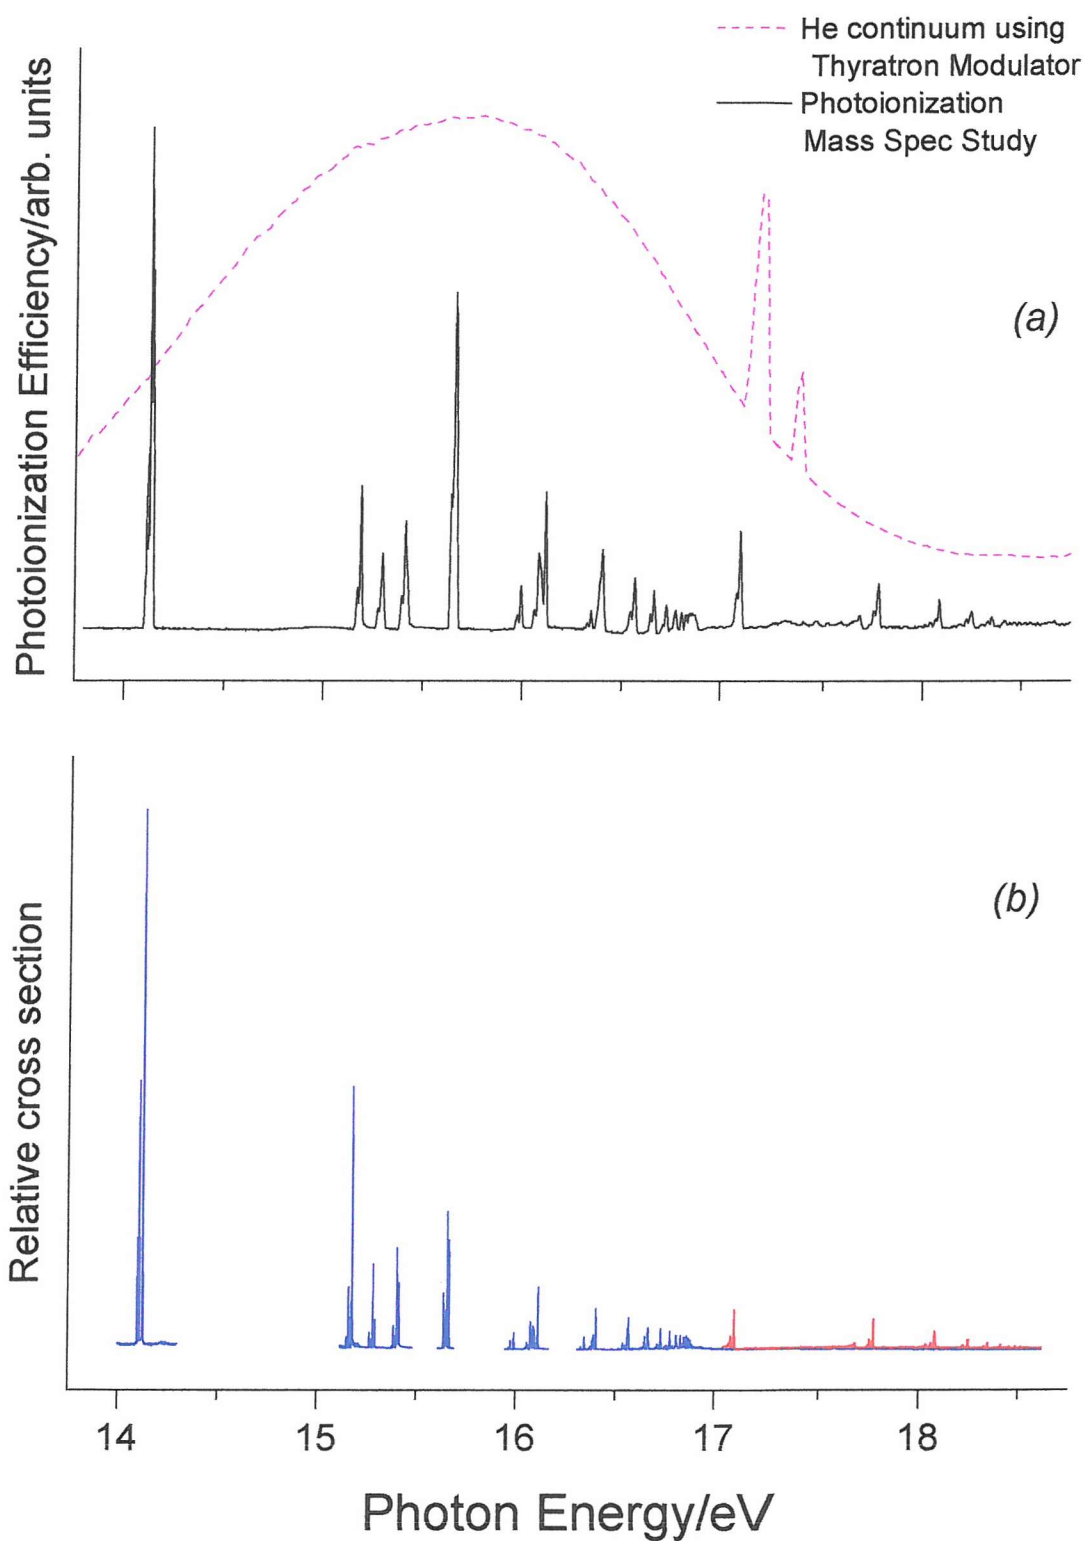 He continuum using
Thyratron Modulator
Photoionization
Mass Spec Study
Photoionization Efficiency/arb. units
(a)
Relative cross section
(b)
14 15 16 17 18
Photon Energy/eV